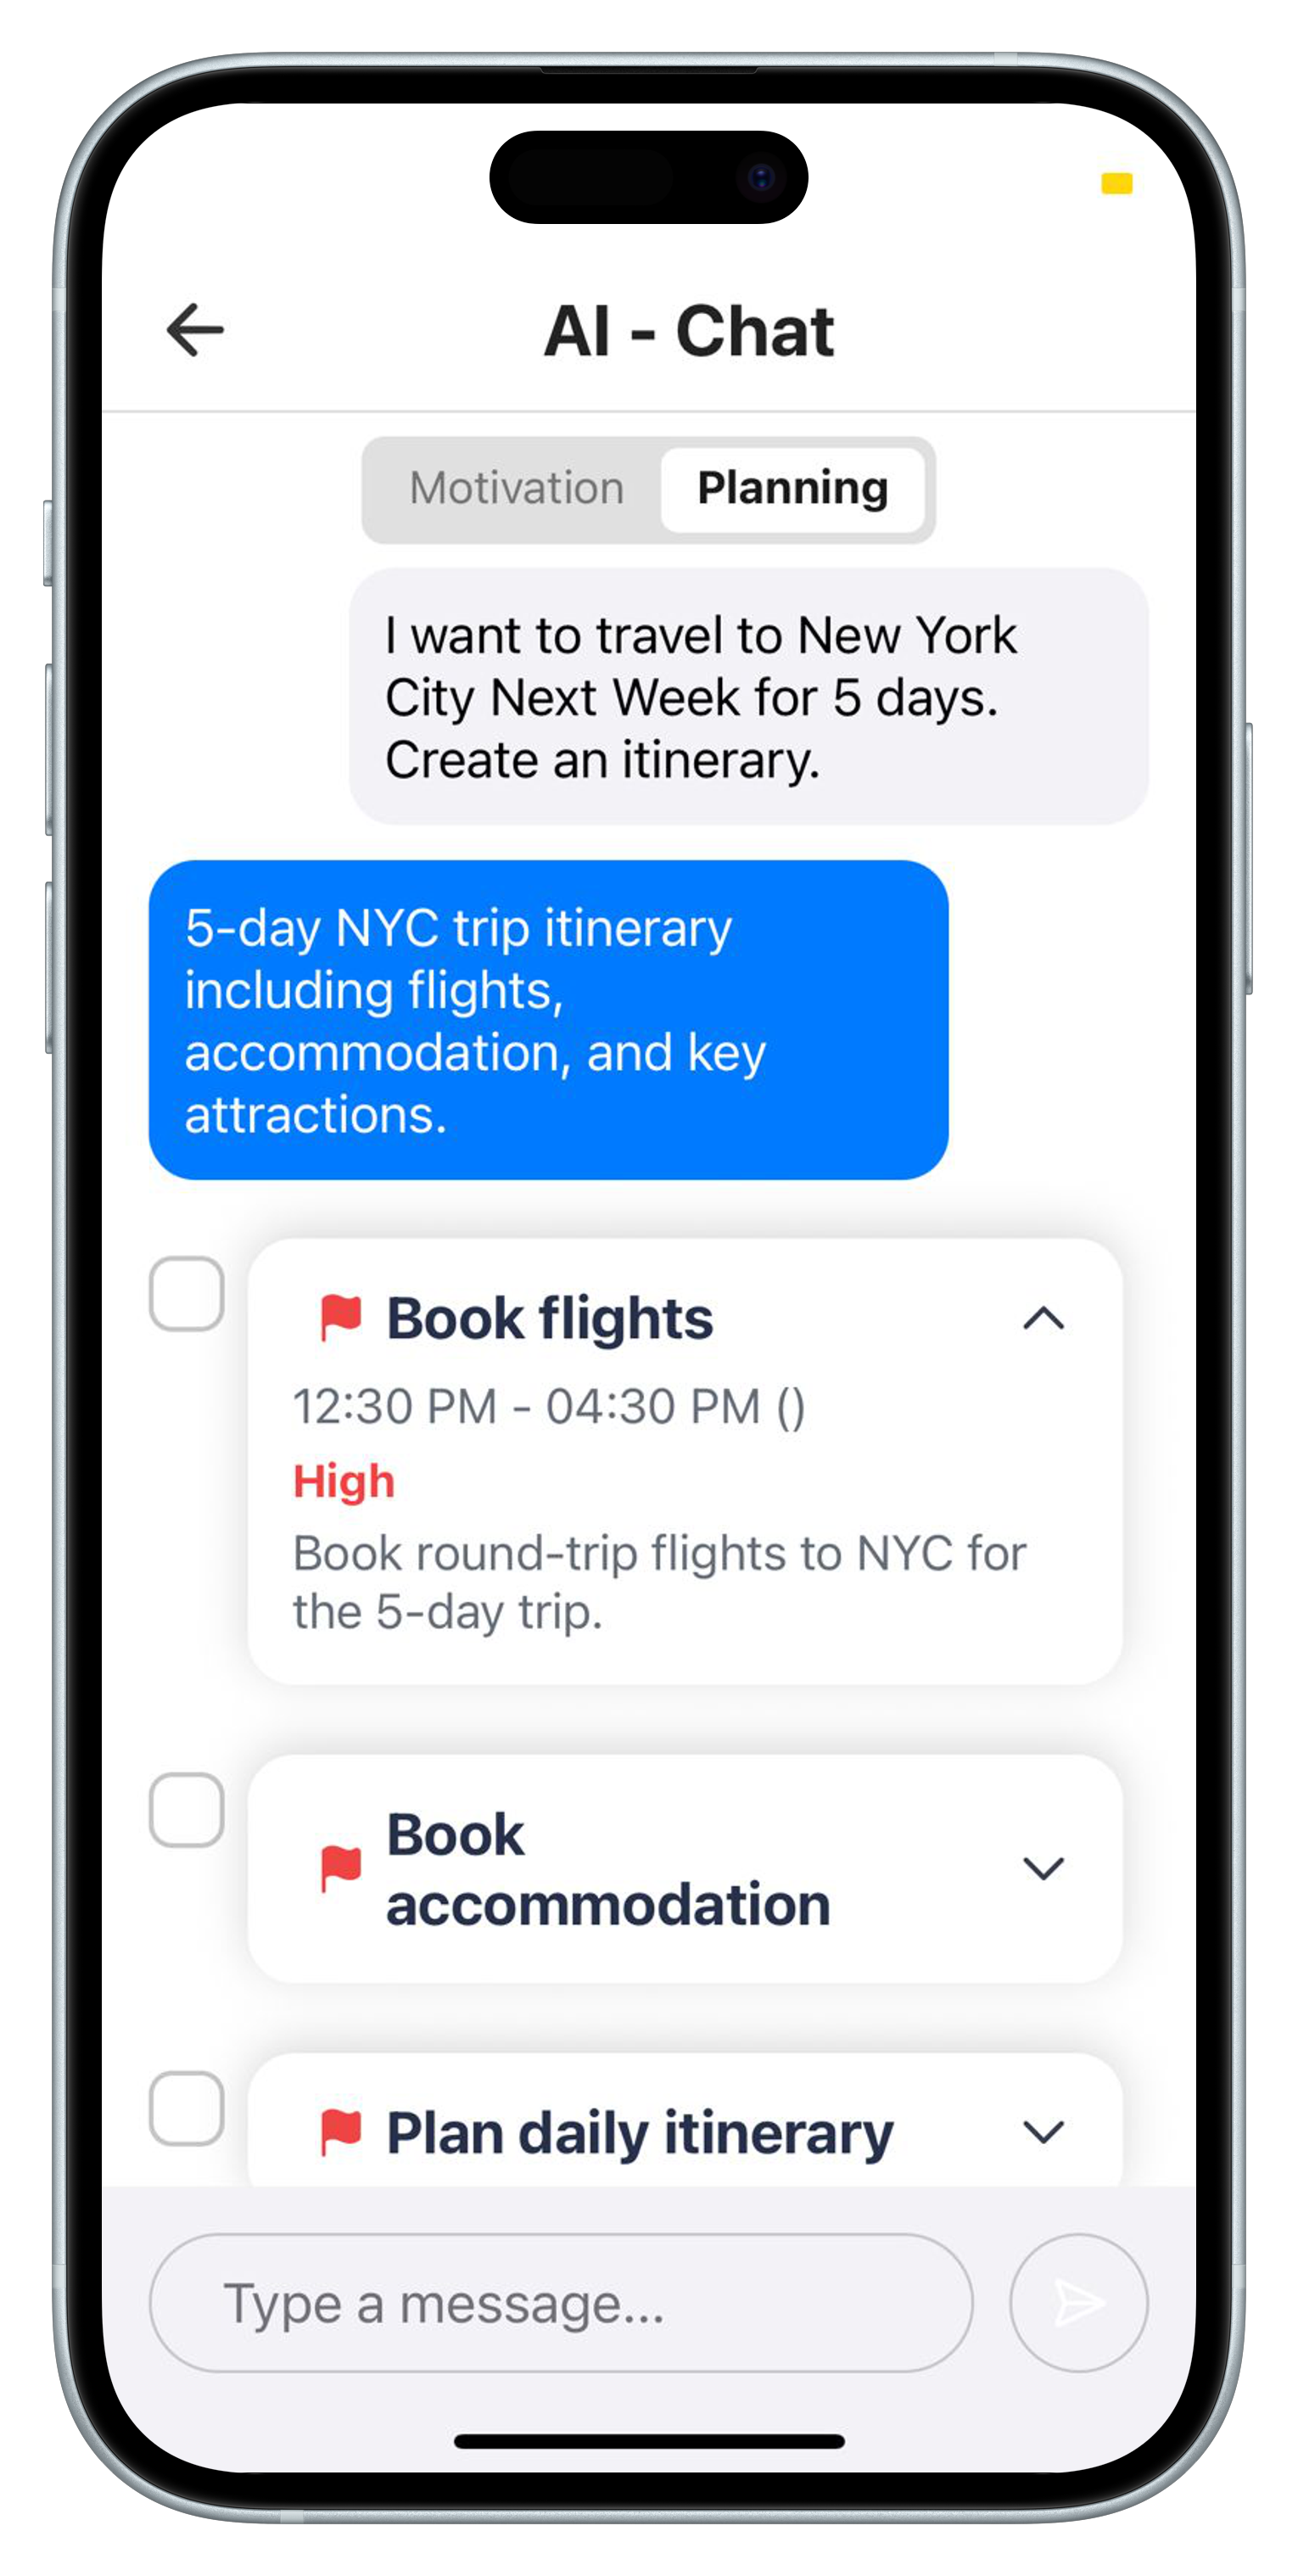 AI - Chat
Motivation Planning
I want to travel to New York
City Next Week for 5 days.
Create an itinerary.
5-day NYC trip itinerary
including flights,
accommodation, and key
attractions.
Book flights
12:30 PM - 04:30 PM ()
High
Book round-trip flights to NYC for
the 5-day trip.
Book
accommodation
Plan daily itinerary
Type a message...